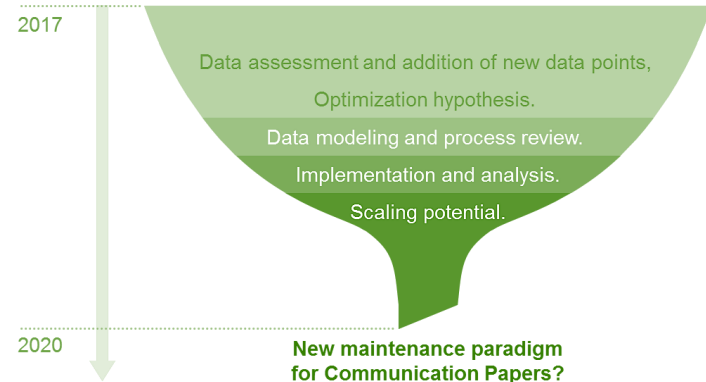 2017
Data assessment and addition of new data points,
Optimization hypothesis.
Data modeling and process review.
Implementation and analysis.
Scaling potential.
2020
New maintenance paradigm
for Communication Papers?